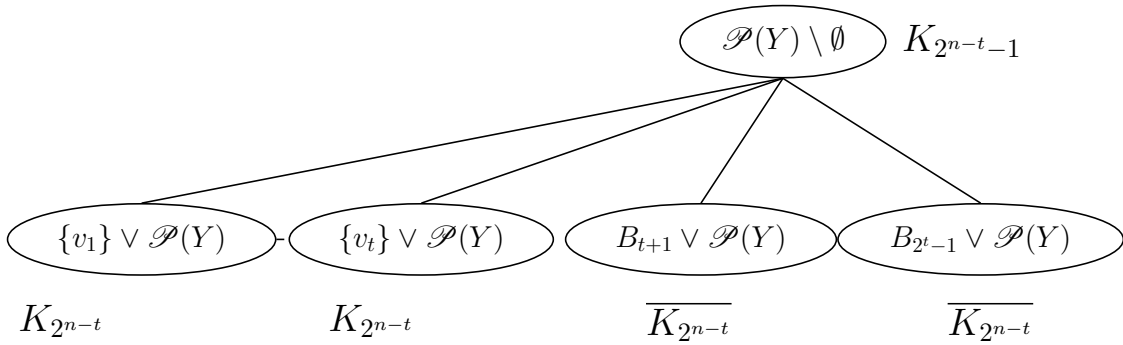 𝒫(Y) \ ∅ K_{2^{n-t}-1}
{v_1} ∨ 𝒫(Y) - {v_t} ∨ 𝒫(Y) B_{t+1} ∨ 𝒫(Y) B_{2^t-1} ∨ 𝒫(Y)
K_{2^{n-t}} K_{2^{n-t}} \overline{K_{2^{n-t}}} \overline{K_{2^{n-t}}}